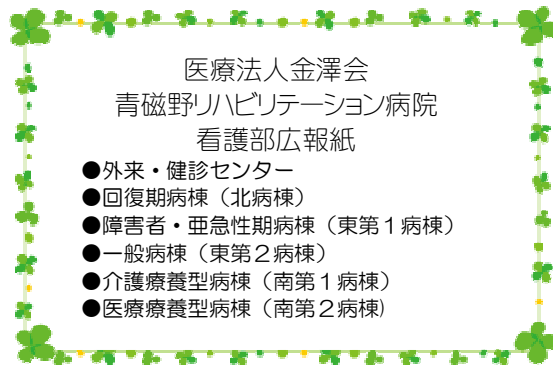 医療法人金澤会
青磁野リハビリテーション病院
看護部広報紙
●外来・健診センター
●回復期病棟（北病棟）
●障害者・亜急性期病棟（東第１病棟）
●一般病棟（東第２病棟）
●介護療養型病棟（南第１病棟）
●医療療養型病棟（南第２病棟)